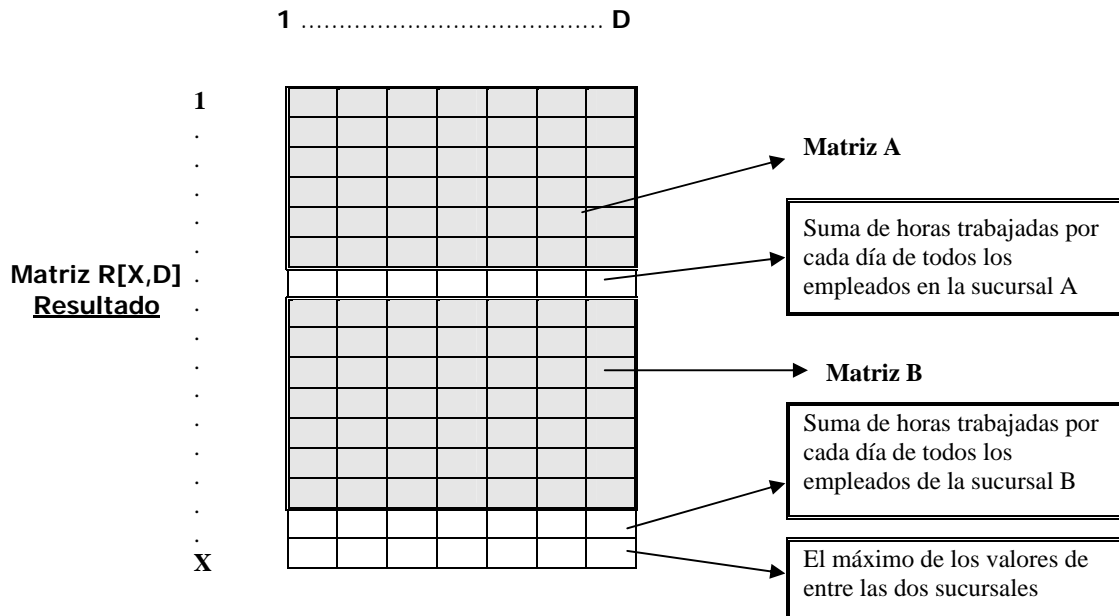 1 ..................................... D
1
Matriz A
Suma de horas trabajadas por
cada día de todos los
empleados en la sucursal A
Matriz R[X,D]
Resultado
Matriz B
Suma de horas trabajadas por
cada día de todos los
empleados de la sucursal B
X
El máximo de los valores de
entre las dos sucursales